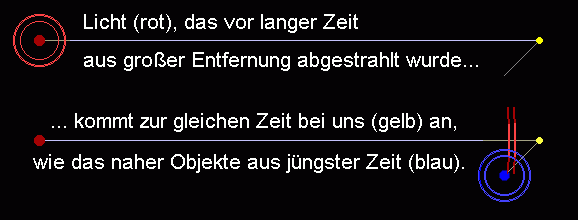 Licht (rot), das vor langer Zeit
aus großer Entfernung abgestrahlt wurde...
... kommt zur gleichen Zeit bei uns (gelb) an,
wie das naher Objekte aus jüngster Zeit (blau).